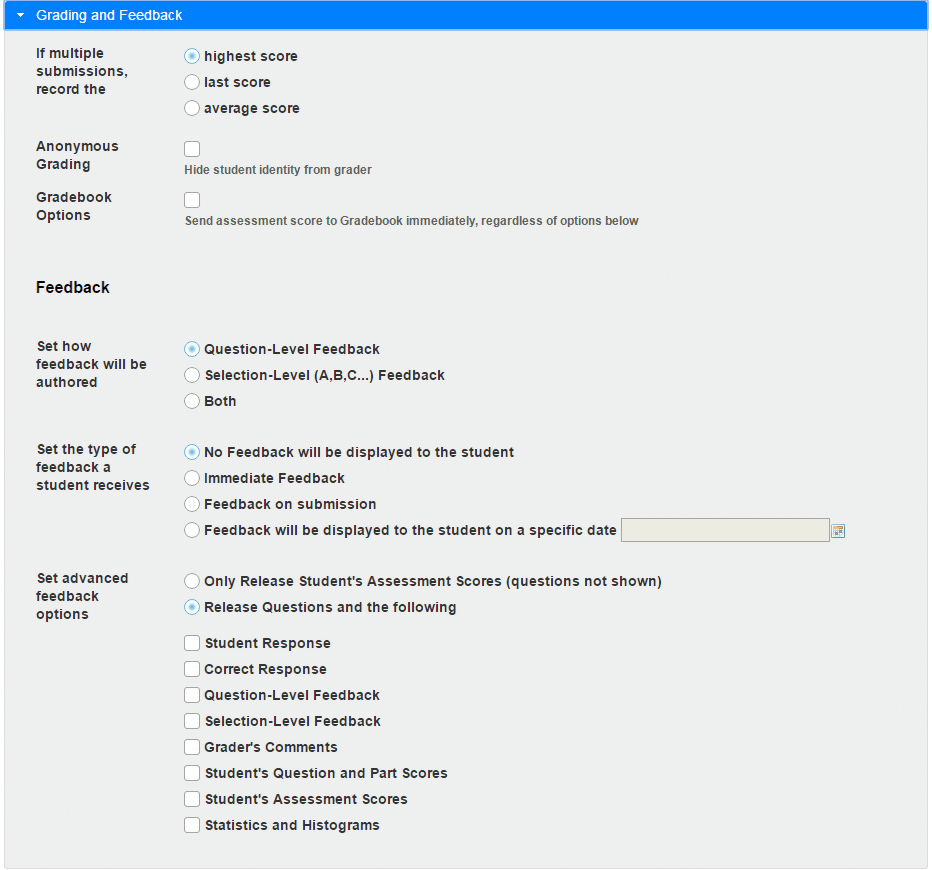 Grading and Feedback
If multiple
submissions,
record the
highest score
last score
average score
Anonymous
Grading
Hide student identity from grader
Gradebook
Options
Send assessment score to Gradebook immediately, regardless of options below
Feedback
Set how
feedback will be
authored
Question-Level Feedback
Selection-Level (A,B,C...) Feedback
Both
Set the type of
feedback a
student receives
No Feedback will be displayed to the student
Immediate Feedback
Feedback on submission
Feedback will be displayed to the student on a specific date
Set advanced
feedback
options
Only Release Student's Assessment Scores (questions not shown)
Release Questions and the following
Student Response
Correct Response
Question-Level Feedback
Selection-Level Feedback
Grader's Comments
Student's Question and Part Scores
Student's Assessment Scores
Statistics and Histograms